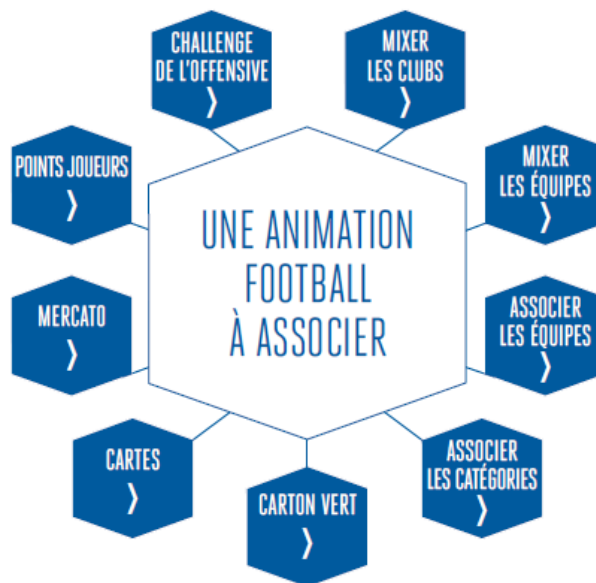 CHALLENGE
DE L'OFFENSIVE
MIXER
LES CLUBS
POINTS JOUEURS
MIXER
LES ÉQUIPES
UNE ANIMATION
FOOTBALL
À ASSOCIER
MERCATO
ASSOCIER
LES ÉQUIPES
CARTES
ASSOCIER
LES CATÉGORIES
CARTON VERT